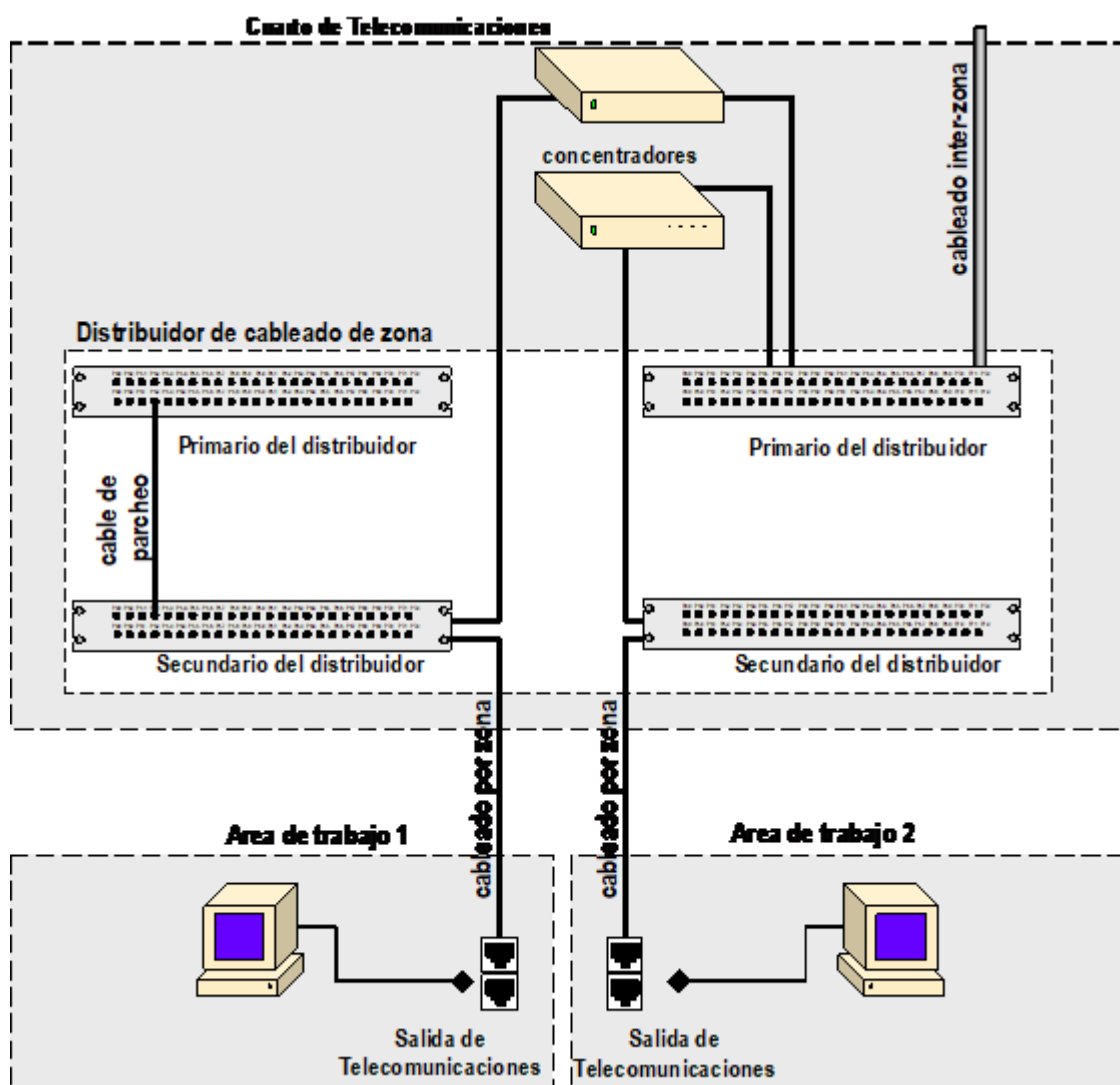 Cuarto de Telecomunicaciones
concentradores
cableado inter-zona
Distribuidor de cableado de zona
Primario del distribuidor
Primario del distribuidor
cable de
parcheo
Secundario del distribuidor
Secundario del distribuidor
cableado por zona
cableado por zona
Area de trabajo 1
Area de trabajo 2
Salida de
Telecomunicaciones
Salida de
Telecomunicaciones